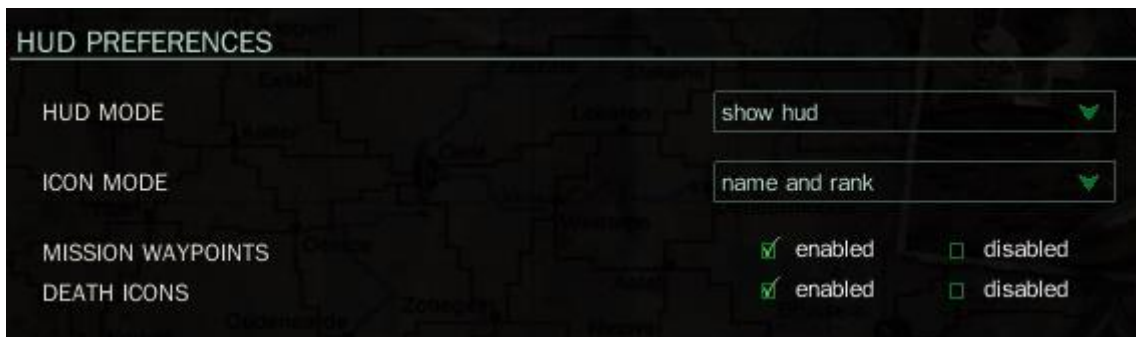 HUD PREFERENCES
HUD MODE show hud
ICON MODE name and rank
MISSION WAYPOINTS enabled disabled
DEATH ICONS enabled disabled